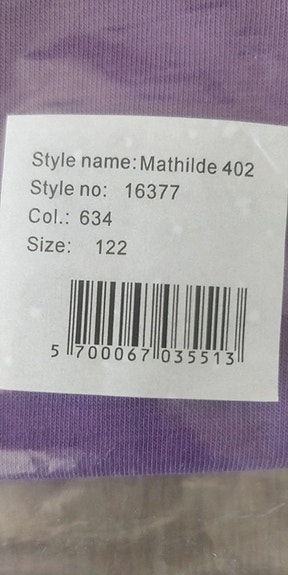 Style name: Mathilde 402
Style no: 16377
Col.: 634
Size: 122
5 700067 035513